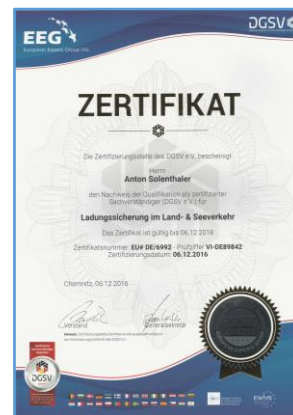 EEG
European Experts Group Ltd.
DGSV
ZERTIFIKAT
Die Zertifizierungsstelle des DGSV e.V. bescheinigt
Herrn
Anton Solenthaler
den Nachweis der Qualifikation als zertifizierter
Sachverständiger (DGSV e.V.) für
Ladungssicherung im Land- & Seeverkehr
Das Zertifikat ist gültig bis 06.12.2018
Zertifikatsnummer: EU# DE/6992 · Prüfziffer VI-DE89842
Zertifizierungsdatum: 06.12.2016
Chemnitz, 06.12.2016
Vorstand
Generalsekretär
DGSV